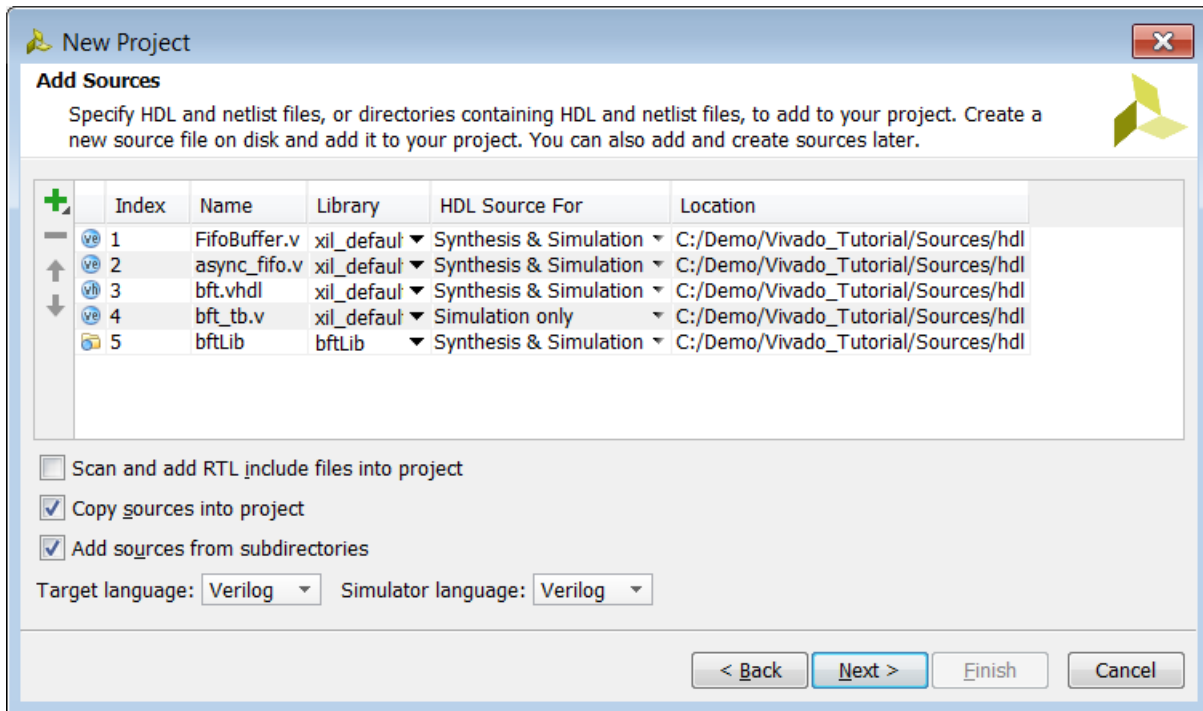 New Project
Add Sources
Specify HDL and netlist files, or directories containing HDL and netlist files, to add to your project. Create a
new source file on disk and add it to your project. You can also add and create sources later.
Index Name Library HDL Source For Location
ve 1 FifoBuffer.v xil_defaul Synthesis & Simulation C:/Demo/Vivado_Tutorial/Sources/hdl
ve 2 async_fifo.v xil_defaul Synthesis & Simulation C:/Demo/Vivado_Tutorial/Sources/hdl
vh 3 bft.vhdl xil_defaul Synthesis & Simulation C:/Demo/Vivado_Tutorial/Sources/hdl
ve 4 bft_tb.v xil_defaul Simulation only C:/Demo/Vivado_Tutorial/Sources/hdl
5 bftLib bftLib Synthesis & Simulation C:/Demo/Vivado_Tutorial/Sources/hdl
Scan and add RTL include files into project
Copy sources into project
Add sources from subdirectories
Target language: Verilog Simulator language: Verilog
< Back Next > Finish Cancel